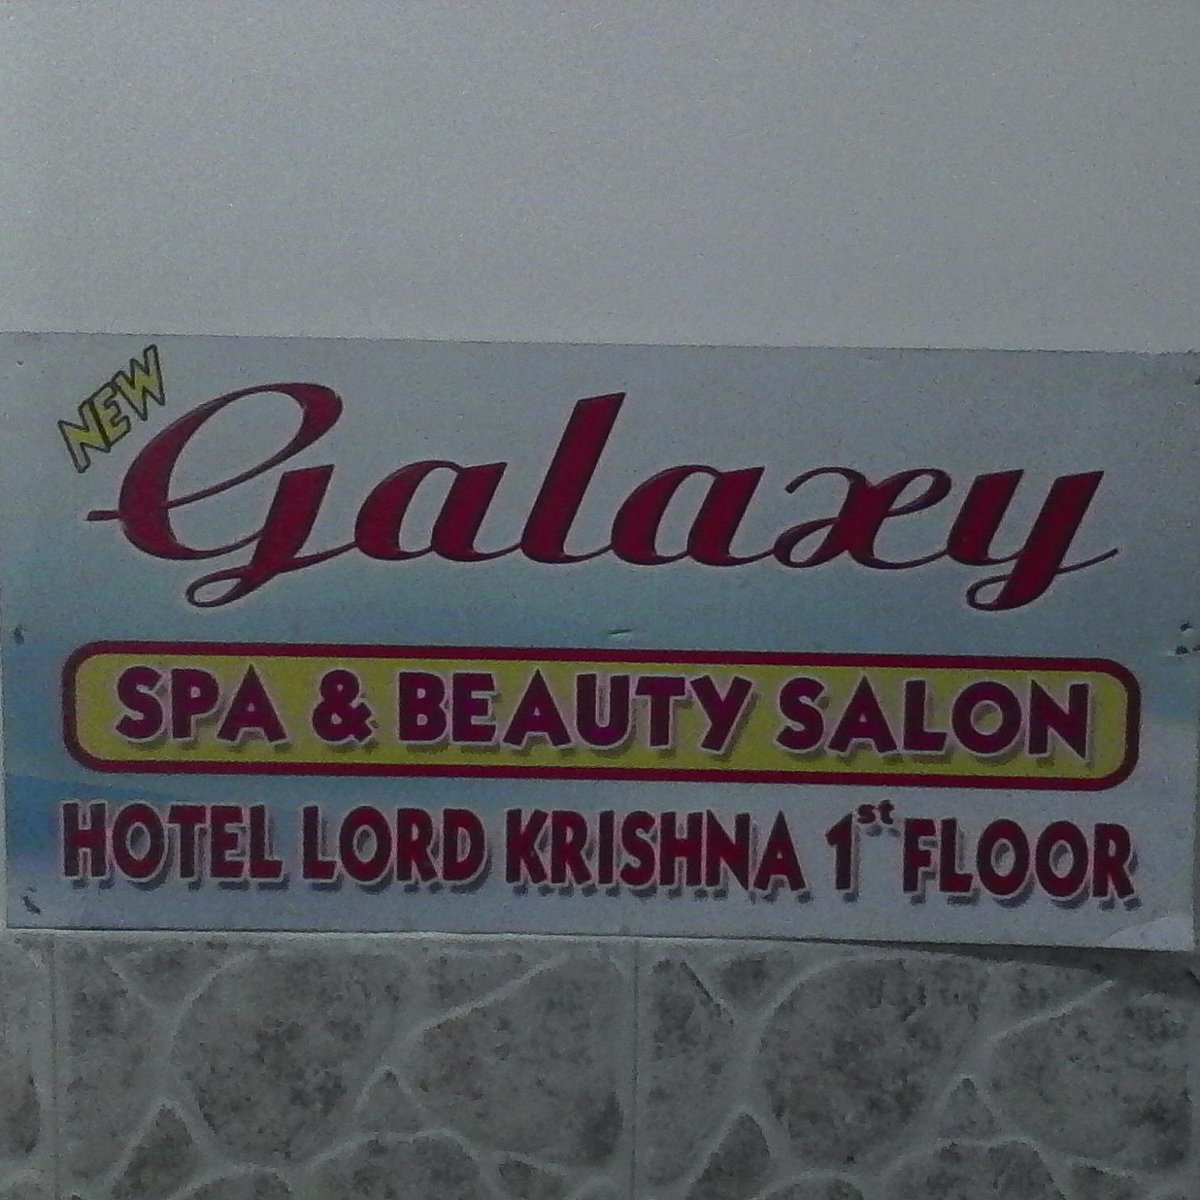 NEW
Galaxy
SPA & BEAUTY SALON
HOTEL LORD KRISHNA 1st FLOOR